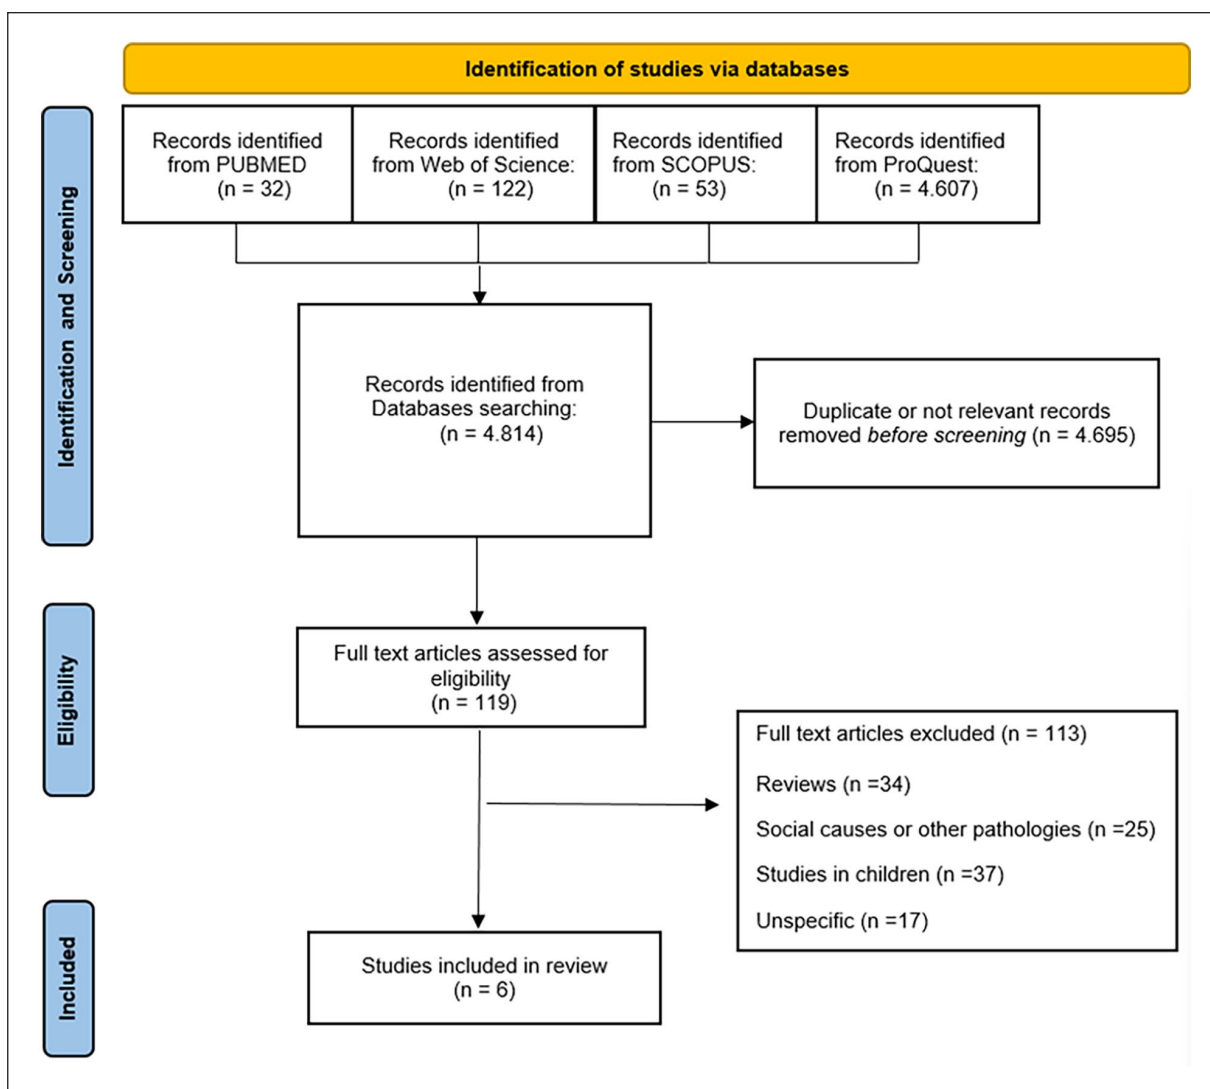 Identification of studies via databases
Identification and Screening
Records identified
from PUBMED
(n = 32)
Records identified
from Web of Science:
(n = 122)
Records identified
from SCOPUS:
(n = 53)
Records identified
from ProQuest:
(n = 4.607)
Records identified from
Databases searching:
(n = 4.814)
Duplicate or not relevant records
removed before screening (n = 4.695)
Eligibility
Full text articles assessed for
eligibility
(n = 119)
Full text articles excluded (n = 113)
Reviews (n =34)
Social causes or other pathologies (n =25)
Studies in children (n =37)
Unspecific (n =17)
Included
Studies included in review
(n = 6)